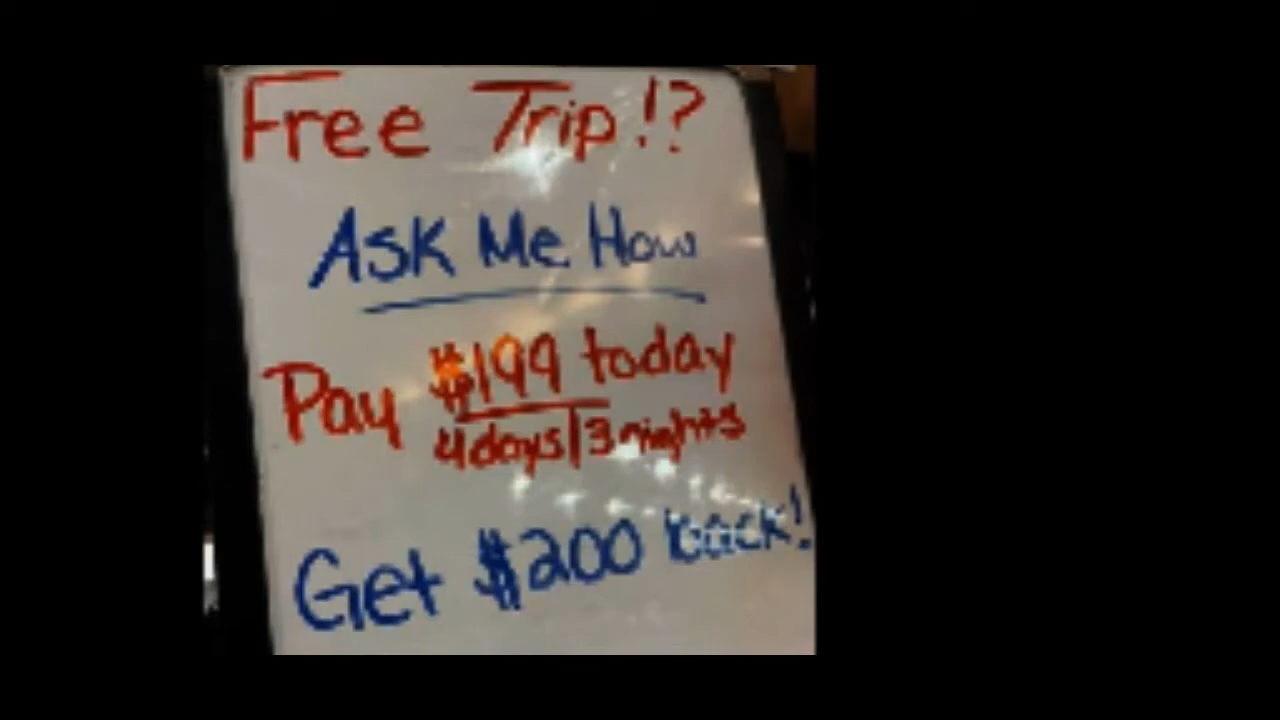 Free Trip!?
Ask Me How
Pay $199 today
4days|3nights
Get $200 back!